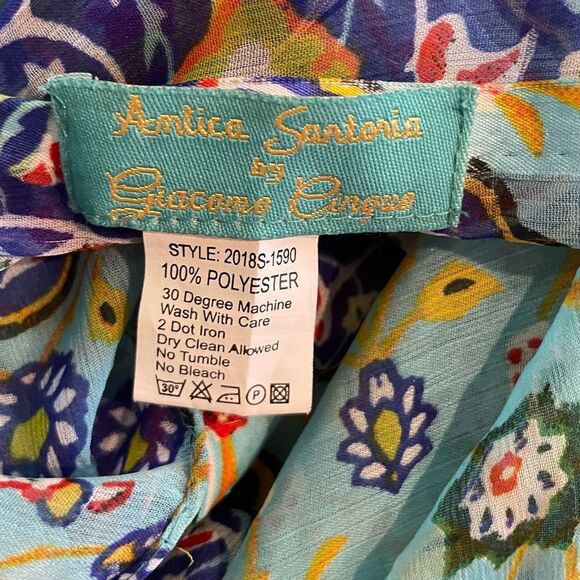 Antica Sartoria
by
Giacomo Cinque
STYLE: 2018S-1590
100% POLYESTER
30 Degree Machine
Wash With Care
2 Dot Iron
Dry Clean Allowed
No Tumble
No Bleach
30°
P